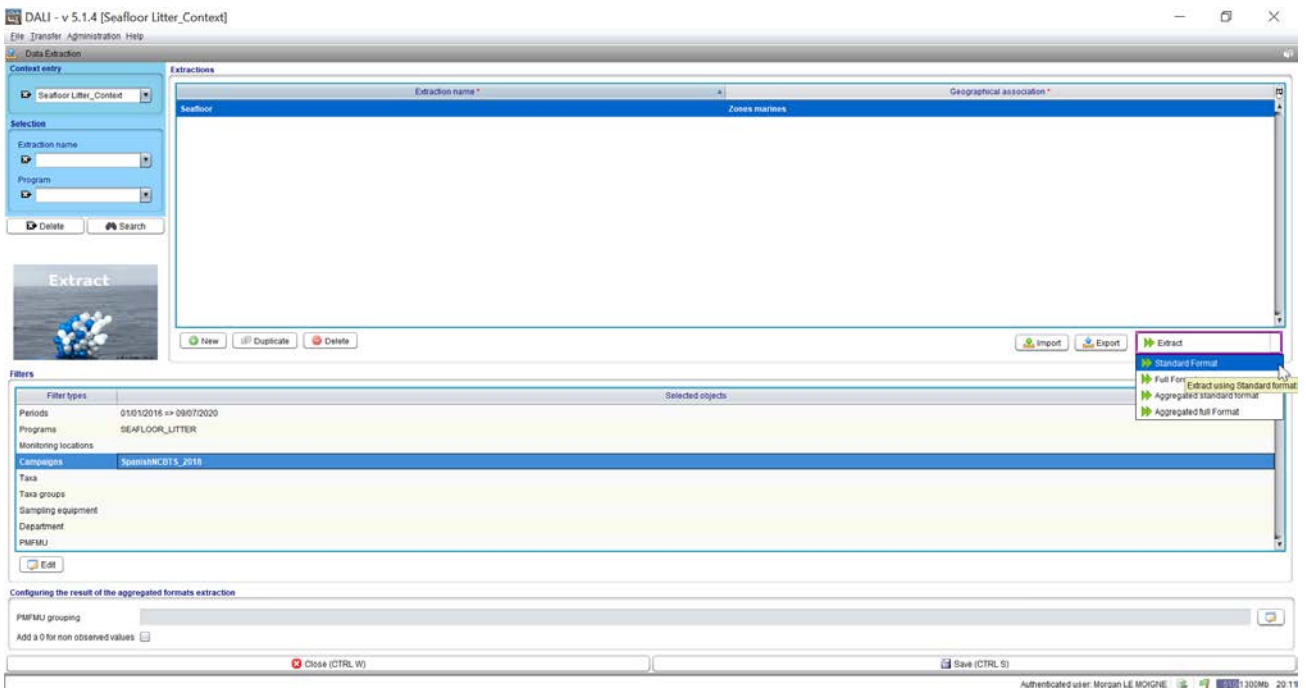 DALI - v 5.1.4 [Seafloor Litter_Context]
File Transfer Administration Help
Data Extraction
Context entry
Seafloor Litter_Context
Selection
Extraction name
Program
Delete Search
Extract
Extractions
Extraction name * Geographical association *
Seafloor Zones marines
New Duplicate Delete Import Export Extract
Standard Format
Full For
Extract using Standard format
Aggregated standard format
Aggregated full Format
Filters
Filter types Selected objects
Periods 01/01/2016 => 09/07/2020
Programs SEAFLOOR_LITTER
Monitoring locations
Campaigns SpanishNCBTS_2018
Taxa
Taxa groups
Sampling equipment
Department
PMFMU
Edit
Configuring the result of the aggregated formats extraction
PMFMU grouping
Add a 0 for non observed values
Close (CTRL W) Save (CTRL S)
Authenticated user: Morgan LE MOIGNE 1300Mb 20:19